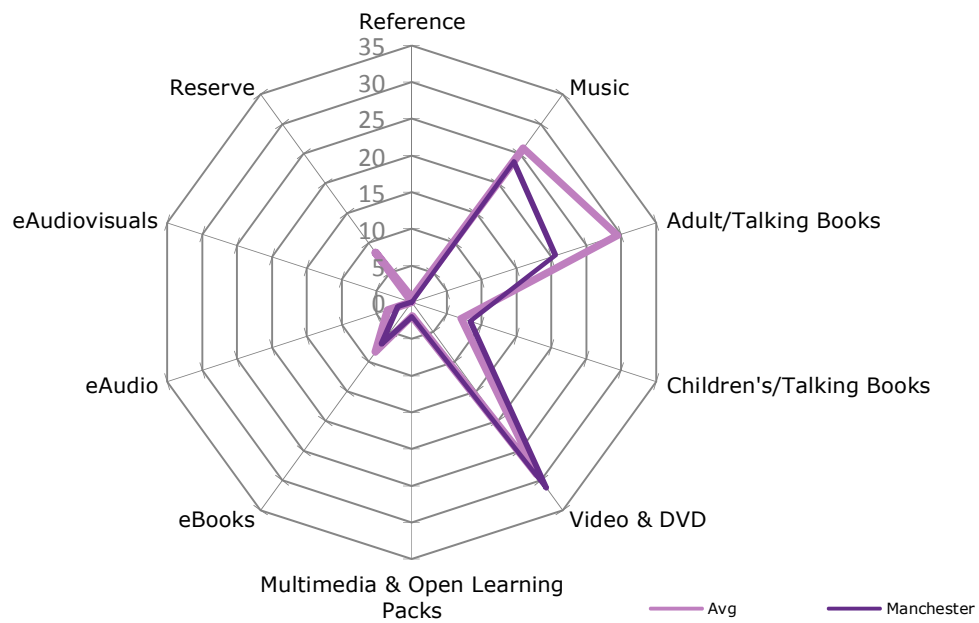 Reference
35
30
25
20
15
10
5
0
Music
Adult/Talking Books
Children's/Talking Books
Video & DVD
Multimedia & Open Learning
Packs
eBooks
eAudio
eAudiovisuals
Reserve
Avg
Manchester